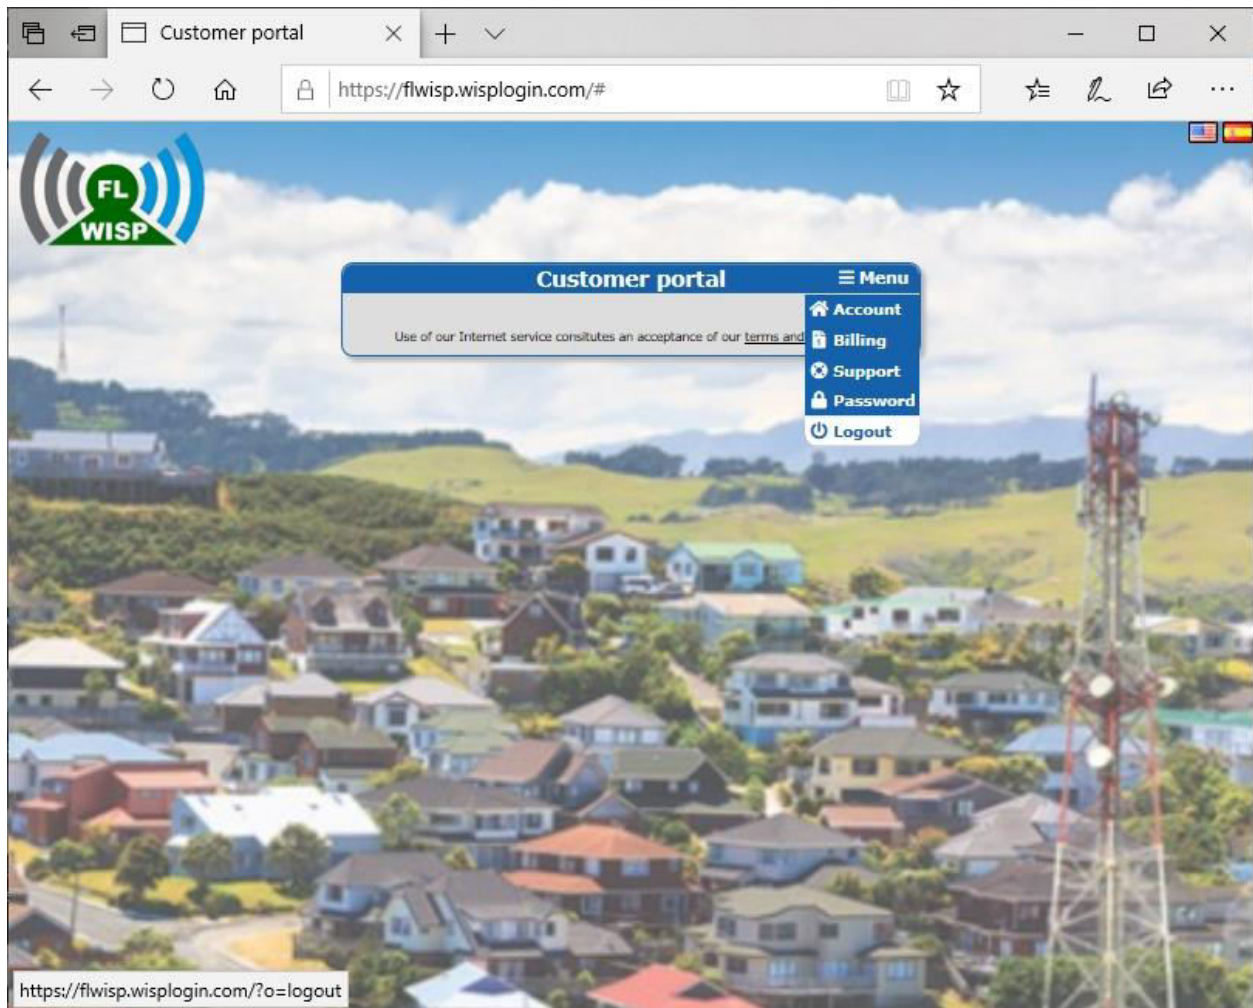 Customer portal
https://flwisp.wisplogin.com/#
FL
WISP
Customer portal
Menu
Account
Use of our Internet service consitutes an acceptance of our terms and
Billing
Support
Password
Logout
https://flwisp.wisplogin.com/?o=logout